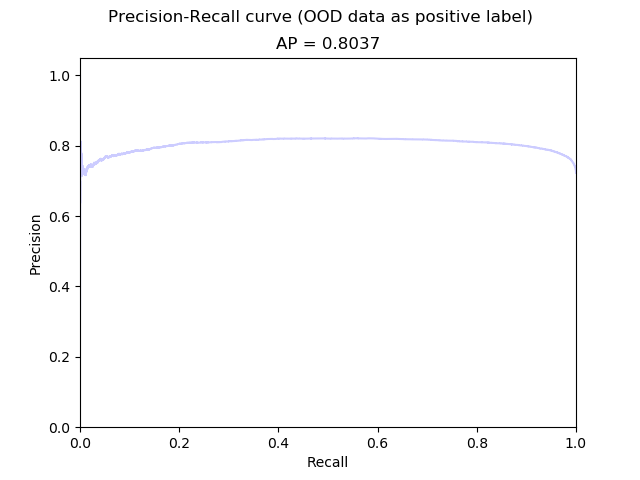 Precision-Recall curve (OOD data as positive label)
AP = 0.8037
1.0
0.8
0.6
0.4
0.2
0.0
Precision
0.0 0.2 0.4 0.6 0.8 1.0
Recall